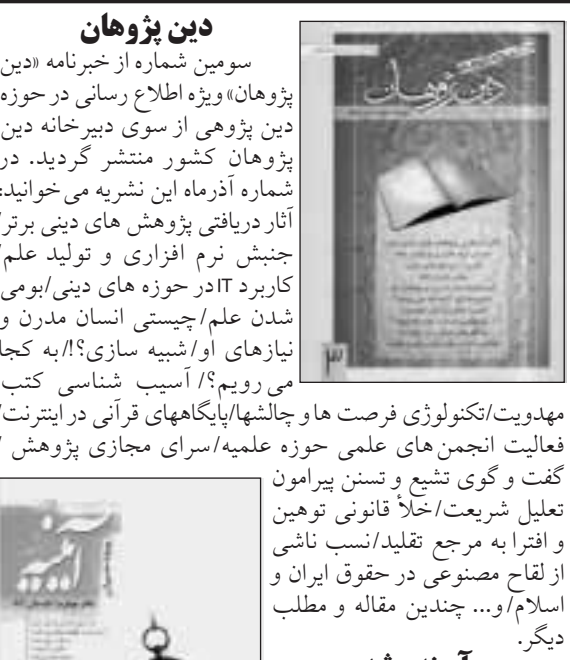 دین پژوهان
سومین شماره از خبرنامه «دین
پژوهان» ویژه اطلاع رسانی در حوزه
دین پژوهی از سوی دبیرخانه دین
پژوهان کشور منتشر گردید. در
شماره آذرماه این نشریه می خوانید:
آثار دریافتی پژوهش های دینی برتر/
جنبش نرم افزاری و تولید علم/
کاربرد IT در حوزه های دینی/بومی
شدن علم/چیستی انسان مدرن و
نیازهای او/شبیه سازی؟!/به کجا
می رویم؟/ آسیب شناسی کتب
مهدویت/تکنولوژی فرصت ها و چالشها/پایگاههای قرآنی در اینترنت/
فعالیت انجمن های علمی حوزه علمیه/سرای مجازی پژوهش /
گفت و گوی تشیع و تسنن پیرامون
تعلیل شریعت/خلأ قانونی توهین
و افترا به مرجع تقلید/نسب ناشی
از لقاح مصنوعی در حقوق ایران و
اسلام/و... چندین مقاله و مطلب
دیگر.
دین پژوهان
۳